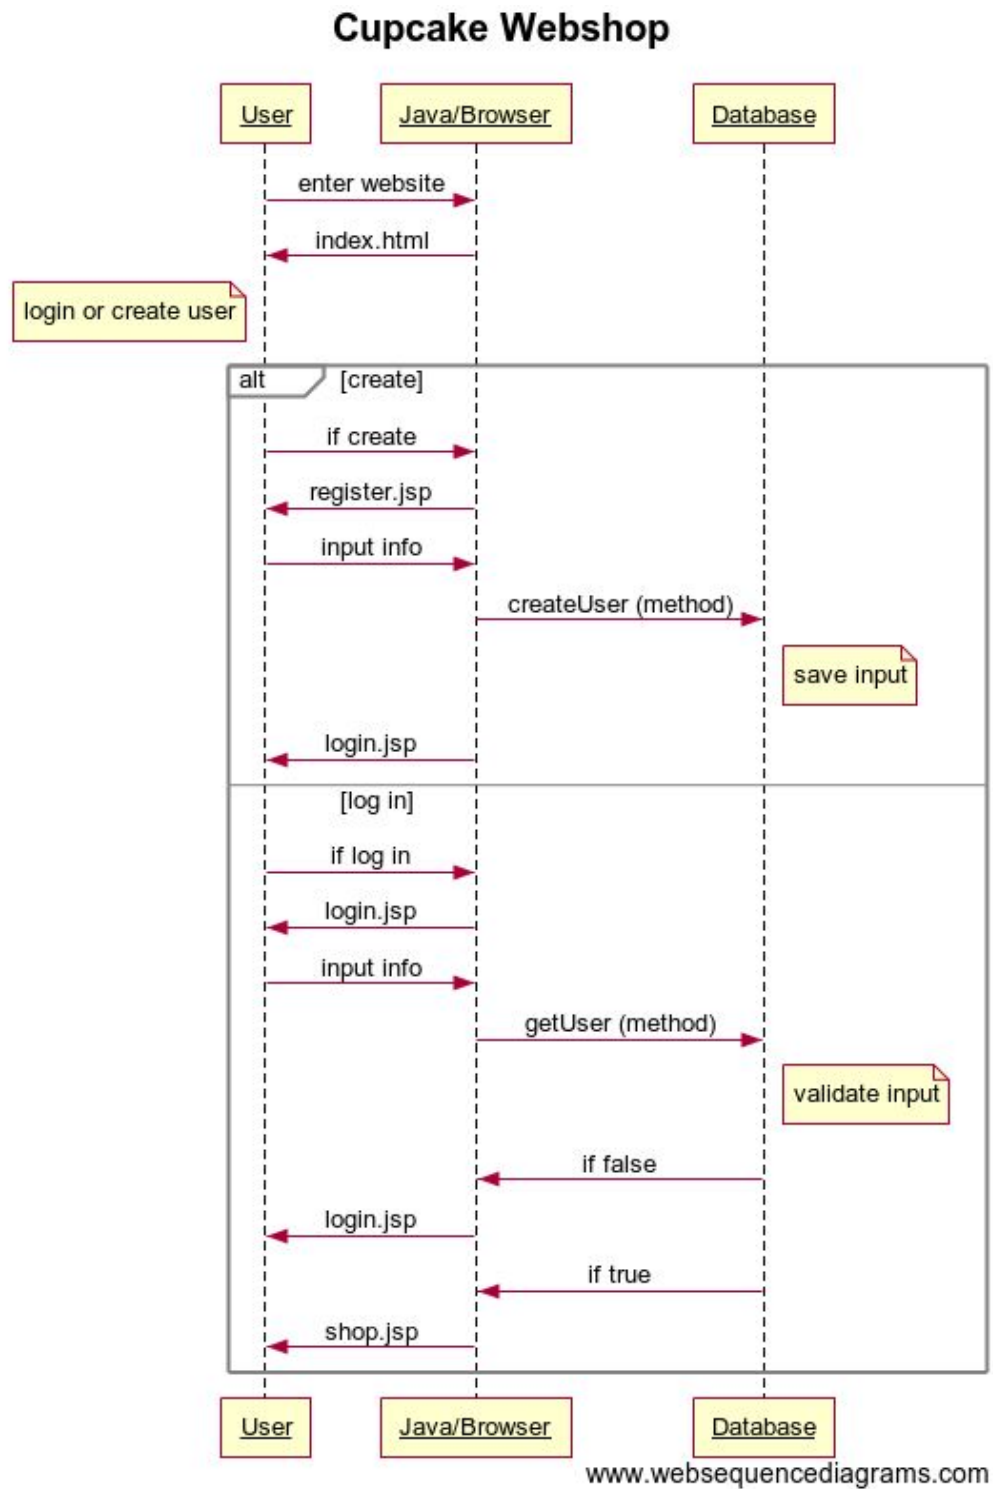 Cupcake Webshop
User
Java/Browser
Database
enter website
index.html
login or create user
alt
[create]
if create
register.jsp
input info
createUser (method)
save input
login.jsp
[log in]
if log in
login.jsp
input info
getUser (method)
validate input
if false
login.jsp
if true
shop.jsp
User
Java/Browser
Database
www.websequencediagrams.com